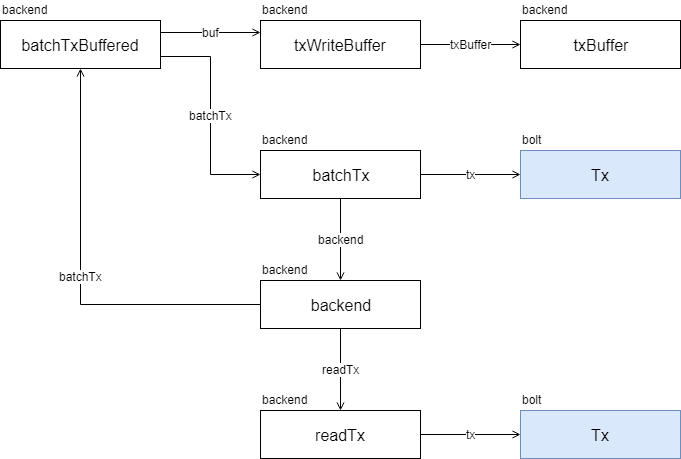 backend
backend
backend
batchTxBuffered
buf
txWriteBuffer
txBuffer
txBuffer
batchTx
backend
bolt
batchTx
tx
Tx
backend
backend
batchTx
backend
readTx
backend
bolt
readTx
tx
Tx